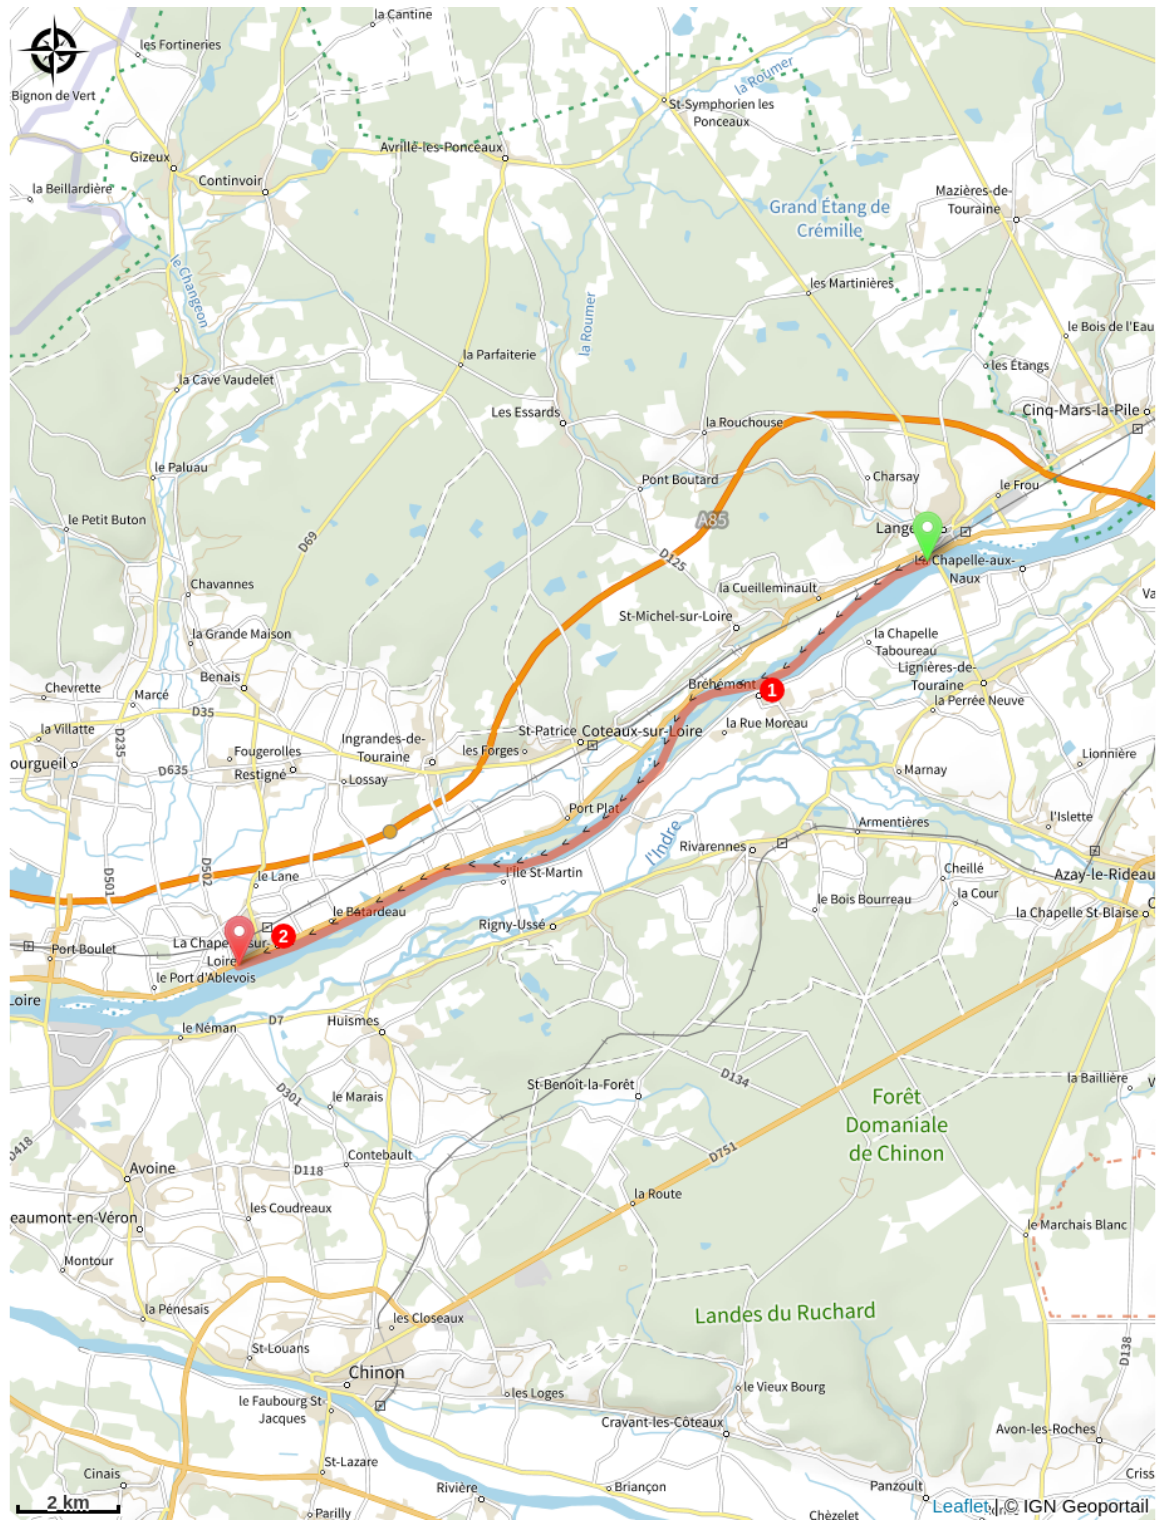 la Cantine
les Fortineries
la Roumer
Bignon de Vert
St-Symphorien les
Ponceaux
Avrillé-les-Ponceaux
Gizeux
Continvoir
la Beillardière
Mazières-de-
Touraine
Grand Étang de
Crémille
le Changeon
les Martinières
la Roumer
le Bois de l'Eau
la Parfaiterie
les Étangs
la Cave Vaudelet
Les Essards
Cinq-Mars-la-Pile
la Rouchouse
le Paluau
Charsay
Pont Boutard
le Frou
le Petit Buton
A85
D69
D125
La Chapelle-aux-
Naux
Chavannes
la Cueilleminault
St-Michel-sur-Loire
la Grande Maison
la Chapelle
Taboureau
Lignières-de-
Touraine
Benais
Chevrette
Marcé
Bréhémont
1
la Perrée Neuve
D35
la Villatte
D235
la Rue Moreau
St-Patrice
Coteaux-sur-Loire
Ingrandes-de-
Touraine
les Forges
Fougerolles
Lionnière
ourgueil
D635
Restigné
Lossay
Marnay
Port Plat
l'Indre
Armentières
l'Islette
Rivarennes
D501
D502
le Lane
l'Île St-Martin
Cheillé
Azay-le-Rideau
la Cour
le Bois Bourreau
la Chapelle St-Blaise
le Batardeau
Rigny-Ussé
2
Port Boulet
La Chapelle-sur-
Loire
le Port d'Ablevois
Loire
le Néman
D7
Huismes
D134
St-Benoît-la-Forêt
la Baillière
D301
le Marais
Forêt
Domaniale
de Chinon
D418
Contebault
D751
Avoine
D118
la Route
les Coudreaux
eaumont-en-Véron
le Marchais Blanc
Montour
la Pénesais
les Closeaux
Landes du Ruchard
D138
St-Louans
Chinon
le Vieux Bourg
les Loges
le Faubourg St-
Jacques
Cravant-les-Côteaux
Avon-les-Roches
St-Lazare
Cinais
Rivière
Briançon
Panzoult
Criss
2 km
Parilly
Chèzelet
Leaflet | © IGN Geoportail